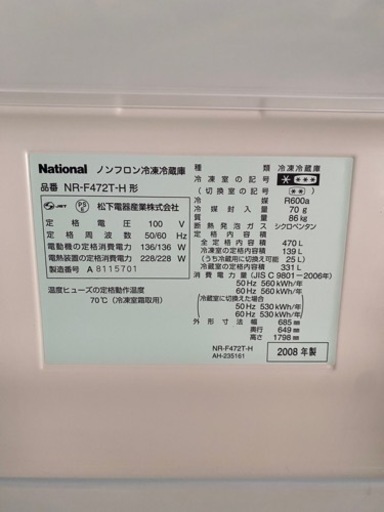 National ノンフロン冷凍冷蔵庫
品番 NR-F472T-H 形
JET PSE 松下電器産業株式会社
定格電圧 100 V
定格周波数 50/60 Hz
電動機の定格消費電力 136/136 W
電熱装置の定格消費電力 228/228 W
製造番号 A 8115701
温度ヒューズの定格動作温度
70℃ (冷凍室霜取用)
種類 冷凍冷蔵庫
冷凍室の記号
(切換室の記号)
冷媒 R600a
冷媒封入量 70 g
質量 86 kg
断熱発泡ガス シクロペンタン
定格内容積
全定格内容積 470 L
冷凍室の定格内容積 139 L
(うち冷蔵用に切換え可能 25 L)
冷蔵室の定格内容積 331 L
消費電力量 (JIS C 9801-2006年)
50 Hz 560 kWh/年
60 Hz 560 kWh/年
(冷蔵室に切換えた場合)
50 Hz 530 kWh/年
60 Hz 530 kWh/年
外形寸法 幅 685 mm
奥行 649 mm
高さ 1798 mm
NR-F472T-H
AH-235161
2008 年製